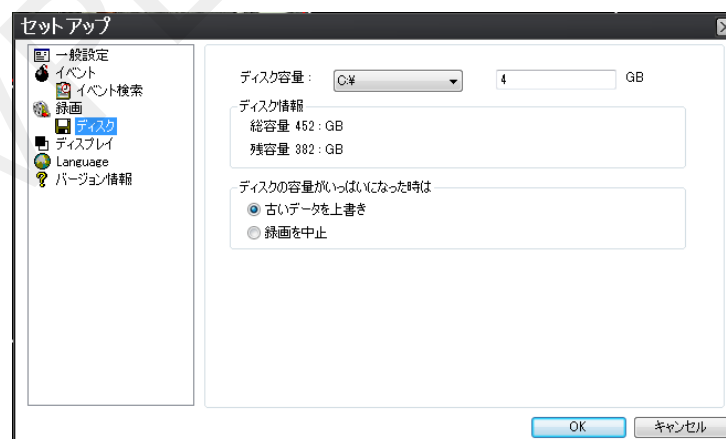 セットアップ
一般設定
イベント
イベント検索
録画
ディスク
ディスプレイ
Language
バージョン情報
ディスク容量： C:¥ 4 GB
ディスク情報
総容量 452 : GB
残容量 382 : GB
ディスクの容量がいっぱいになった時は
古いデータを上書き
録画を中止
OK キャンセル